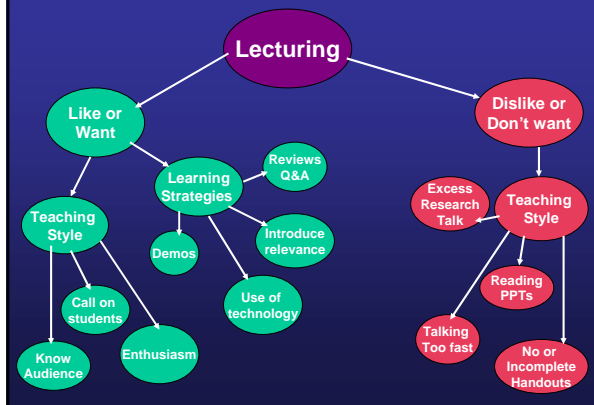 Lecturing
Like or
Want
Dislike or
Don't want
Reviews
Q&A
Learning
Strategies
Teaching
Style
Demos
Introduce
relevance
Call on
students
Use of
technology
Enthusiasm
Know
Audience
Excess
Research
Talk
Teaching
Style
Reading
PPTs
Talking
Too fast
No or
Incomplete
Handouts